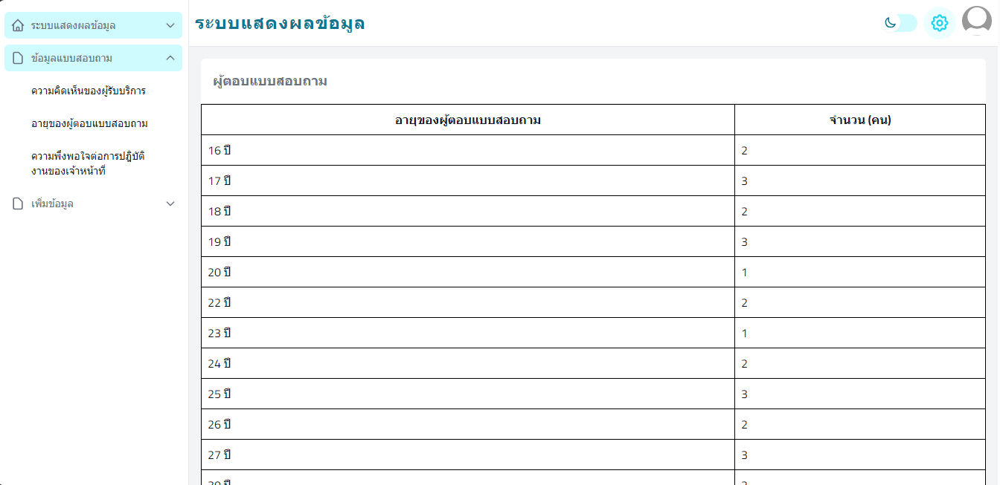 ระบบแสดงผลข้อมูล
ข้อมูลแบบสอบถาม
ความคิดเห็นของผู้รับบริการ
อายุของผู้ตอบแบบสอบถาม
ความพึงพอใจต่อการปฏิบัติ
งานของเจ้าหน้าที่
เพิ่มข้อมูล
ระบบแสดงผลข้อมูล
ผู้ตอบแบบสอบถาม
อายุของผู้ตอบแบบสอบถาม จำนวน (คน)
16 ปี 2
17 ปี 3
18 ปี 2
19 ปี 3
20 ปี 1
22 ปี 2
23 ปี 1
24 ปี 2
25 ปี 3
26 ปี 2
27 ปี 3